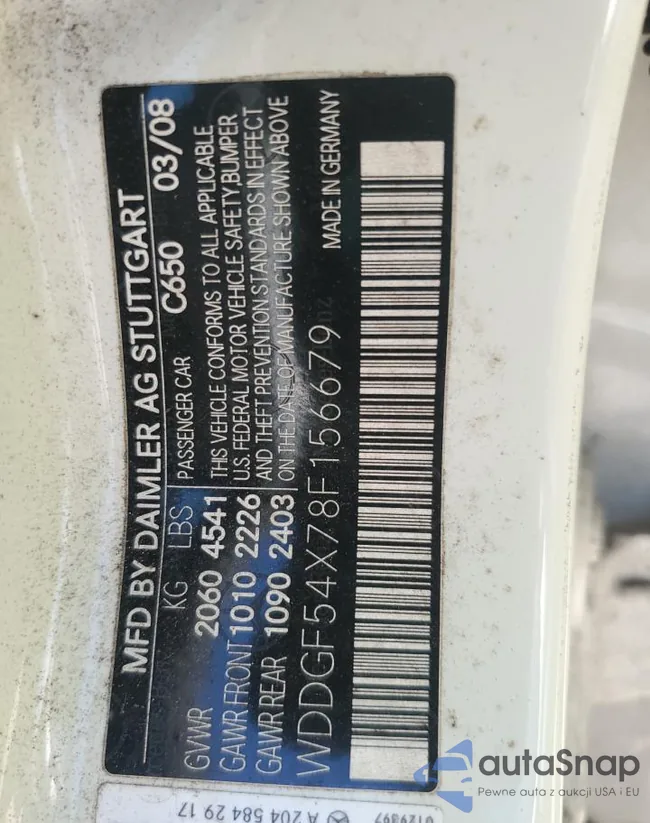 MFD BY DAIMLER AG STUTTGART
KG LBS PASSENGER CAR C650 03/08
GVWR 2060 4541 THIS VEHICLE CONFORMS TO ALL APPLICABLE
GAWR FRONT 1010 2226 U.S. FEDERAL MOTOR VEHICLE SAFETY, BUMPER
GAWR REAR 1090 2403 AND THEFT PREVENTION STANDARDS IN EFFECT
ON THE DATE OF MANUFACTURE SHOWN ABOVE
WDDGF54X78F156679 MADE IN GERMANY
A 204 584 29 17
autaSnap
Pewne auta z aukcji USA i EU